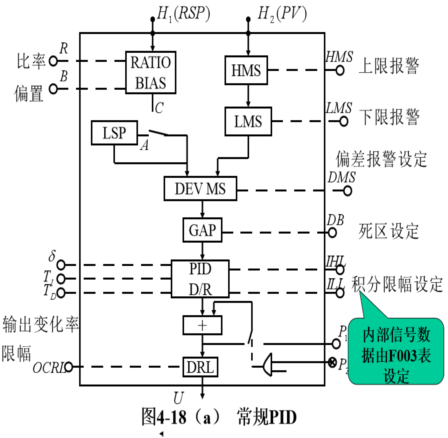 H₁(RSP)
H₂(PV)
比率
R
RATIO
BIAS
偏置
B
C
HMS
HMS
上限报警
LSP
A
LMS
LMS
下限报警
偏差报警设定
DEV MS
DMS
GAP
DB
死区设定
δ
T_I
T_D
PID
D/R
IHL
ILL
积分限幅设定
输出变化率
限幅
+
P₁
内部信号数
据由F003表
设定
OCRL
DRL
U
图4-18（a） 常规PID